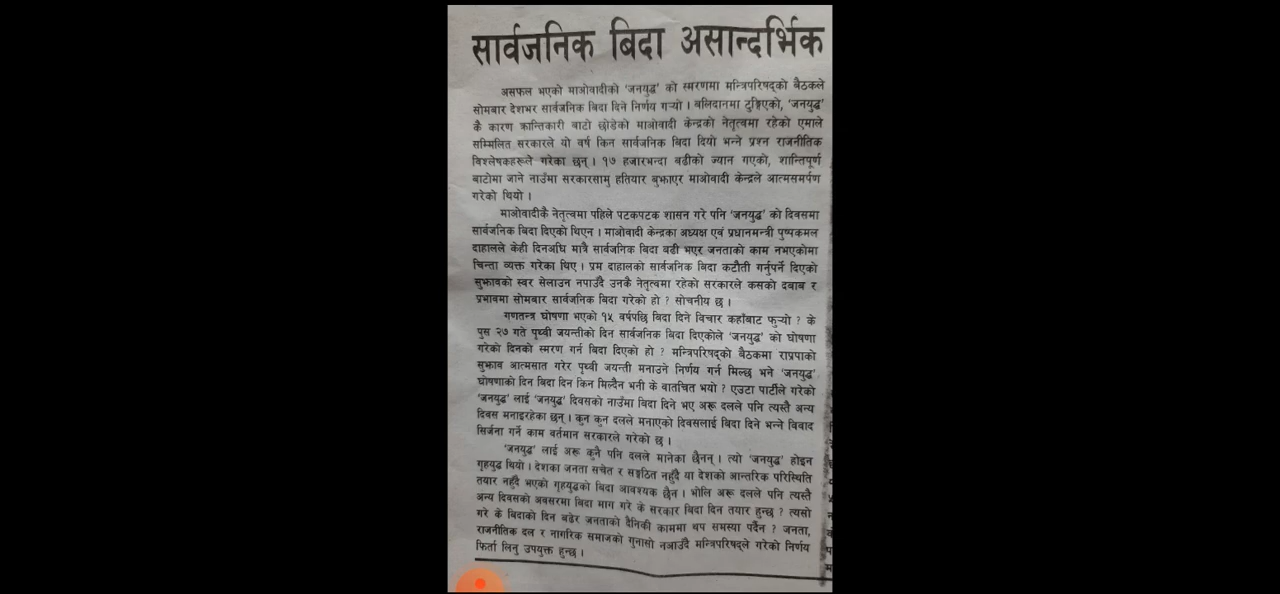 सार्वजनिक बिदा असान्दर्भिक
असफल भएको माओवादीको 'जनयुद्ध' को स्मरणमा मन्त्रिपरिषद्को बैठकले
सोमबार देशभर सार्वजनिक बिदा दिने निर्णय गऱ्यो । बलिदानमा टुङ्गिएको, 'जनयुद्ध'
कै कारण क्रान्तिकारी बाटो छोडेको माओवादी केन्द्रको नेतृत्वमा रहेको एमाले
सम्मिलित सरकारले यो वर्ष किन सार्वजनिक बिदा दियो भन्ने प्रश्न राजनीतिक
विश्लेषकहरूले गरेका छन् । १७ हजारभन्दा बढीको ज्यान गएको, शान्तिपूर्ण
बाटोमा जाने नाउँमा सरकारसामु हतियार बुझाएर माओवादी केन्द्रले आत्मसमर्पण
गरेको थियो ।
माओवादीकै नेतृत्वमा पहिले पटकपटक शासन गरे पनि 'जनयुद्ध' को दिवसमा
सार्वजनिक बिदा दिएको थिएन । माओवादी केन्द्रका अध्यक्ष एवं प्रधानमन्त्री पुष्पकमल
दाहालले केही दिनअघि मात्रै सार्वजनिक बिदा बढी भएर जनताको काम नभएकोमा
चिन्ता व्यक्त गरेका थिए । प्रम दाहालको सार्वजनिक बिदा कटौती गर्नुपर्ने दिएको
सुझावको स्वर सेलाउन नपाउँदै उनकै नेतृत्वमा रहेको सरकारले कसको दबाब र
प्रभावमा सोमबार सार्वजनिक बिदा गरेको हो ? सोचनीय छ ।
गणतन्त्र घोषणा भएको १५ वर्षपछि बिदा दिने विचार कहाँबाट फुऱ्यो ? के
पुस २७ गते पृथ्वी जयन्तीको दिन सार्वजनिक बिदा दिएकोले 'जनयुद्ध' को घोषणा
गरेको दिनको स्मरण गर्न बिदा दिएको हो ? मन्त्रिपरिषद्को बैठकमा राप्रपाको
सुझाव आत्मसात गरेर पृथ्वी जयन्ती मनाउने निर्णय गर्न मिल्छ भने 'जनयुद्ध'
घोषणाको दिन बिदा दिन किन मिल्दैन भनी के वातचित भयो ? एउटा पार्टीले गरेको
'जनयुद्ध' लाई 'जनयुद्ध' दिवसको नाउँमा बिदा दिने भए अरू दलले पनि त्यस्तै अन्य
दिवस मनाइरहेका छन् । कुन कुन दलले मनाएको दिवसलाई बिदा दिने भन्ने विवाद
सिर्जना गर्ने काम वर्तमान सरकारले गरेको छ ।
'जनयुद्ध' लाई अरू कुनै पनि दलले मानेका छैनन् । त्यो 'जनयुद्ध' होइन
गृहयुद्ध थियो । देशका जनता सचेत र सङ्गठित नहुँदै या देशको आन्तरिक परिस्थिति
तयार नहुँदै भएको गृहयुद्धको बिदा आवश्यक छैन । भोलि अरू दलले पनि त्यस्तै
अन्य दिवसको अवसरमा बिदा माग गरे के सरकार बिदा दिन तयार हुन्छ ? त्यसो
गरे के बिदाको दिन बढेर जनताको दैनिकी काममा थप समस्या पर्दैन ? जनता,
राजनीतिक दल र नागरिक समाजको गुनासो नआउँदै मन्त्रिपरिषद्ले गरेको निर्णय
फिर्ता लिनु उपयुक्त हुन्छ ।